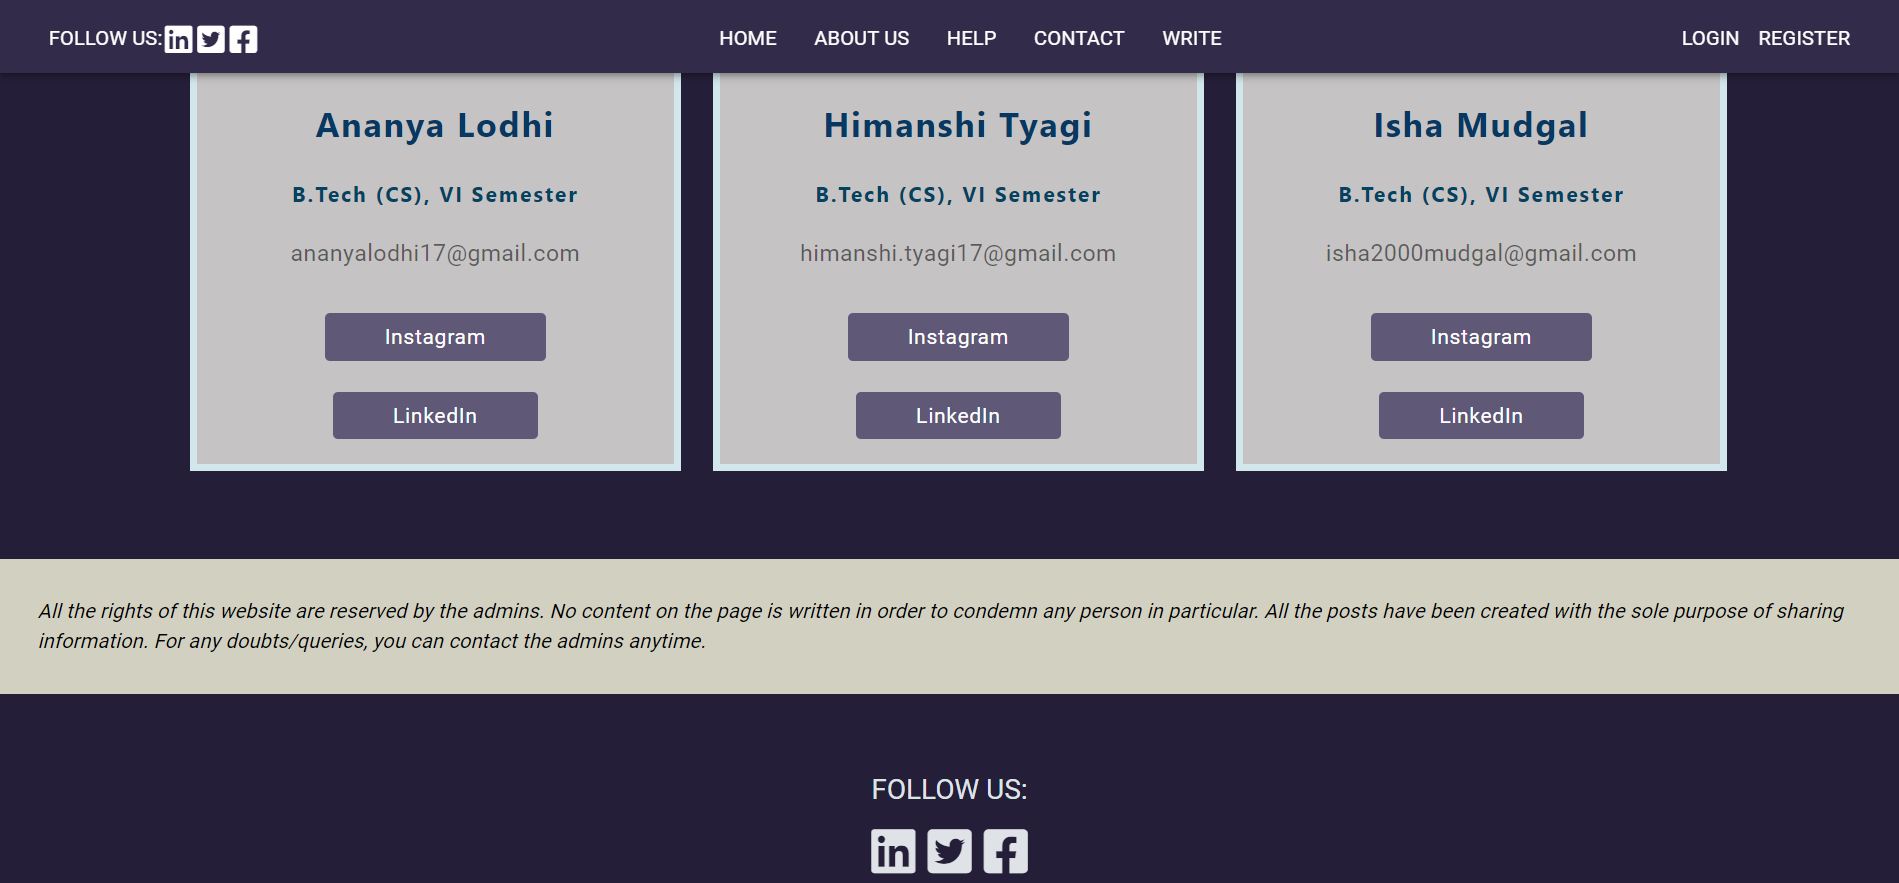 FOLLOW US: in HOME ABOUT US HELP CONTACT WRITE LOGIN REGISTER
Ananya Lodhi
B.Tech (CS), VI Semester
ananyalodhi17@gmail.com
Instagram
LinkedIn
Himanshi Tyagi
B.Tech (CS), VI Semester
himanshi.tyagi17@gmail.com
Instagram
LinkedIn
Isha Mudgal
B.Tech (CS), VI Semester
isha2000mudgal@gmail.com
Instagram
LinkedIn
All the rights of this website are reserved by the admins. No content on the page is written in order to condemn any person in particular. All the posts have been created with the sole purpose of sharing
information. For any doubts/queries, you can contact the admins anytime.
FOLLOW US:
in